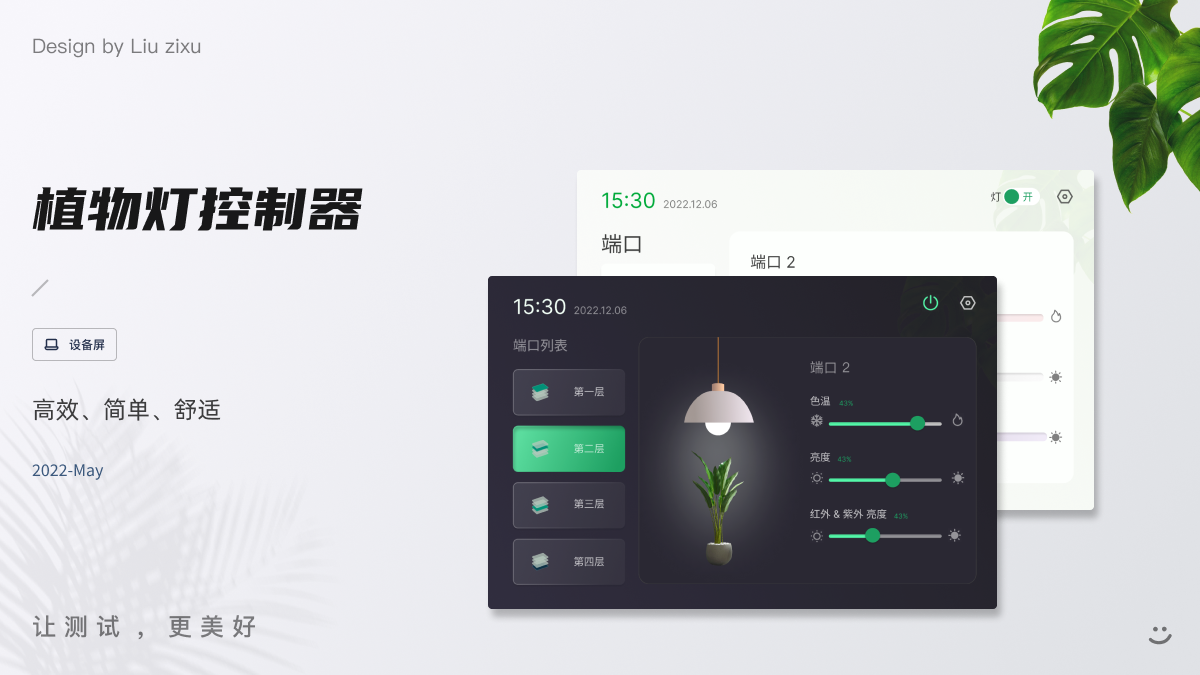 Design by Liu zixu
植物灯控制器
设备屏
高效、简单、舒适
2022-May
让测试，更美好
15:30 2022.12.06
灯 开
端口
端口 2
15:30 2022.12.06
端口列表
第一层
第二层
第三层
第四层
端口 2
色温 43%
亮度 43%
红外 & 紫外 亮度 43%